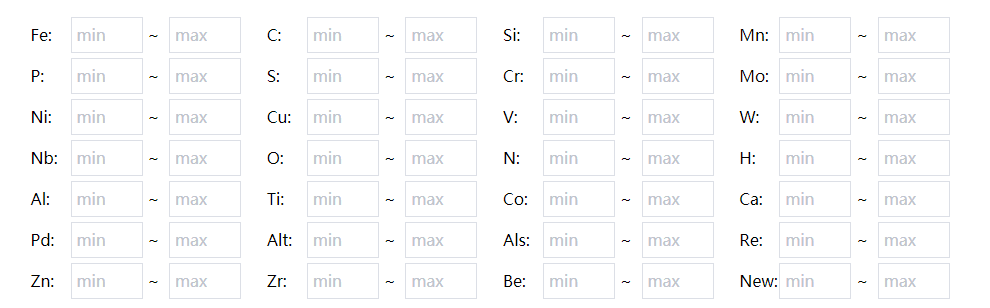 Fe: min ~ max C: min ~ max Si: min ~ max Mn: min ~ max
P: min ~ max S: min ~ max Cr: min ~ max Mo: min ~ max
Ni: min ~ max Cu: min ~ max V: min ~ max W: min ~ max
Nb: min ~ max O: min ~ max N: min ~ max H: min ~ max
Al: min ~ max Ti: min ~ max Co: min ~ max Ca: min ~ max
Pd: min ~ max Alt: min ~ max Als: min ~ max Re: min ~ max
Zn: min ~ max Zr: min ~ max Be: min ~ max New: min ~ max